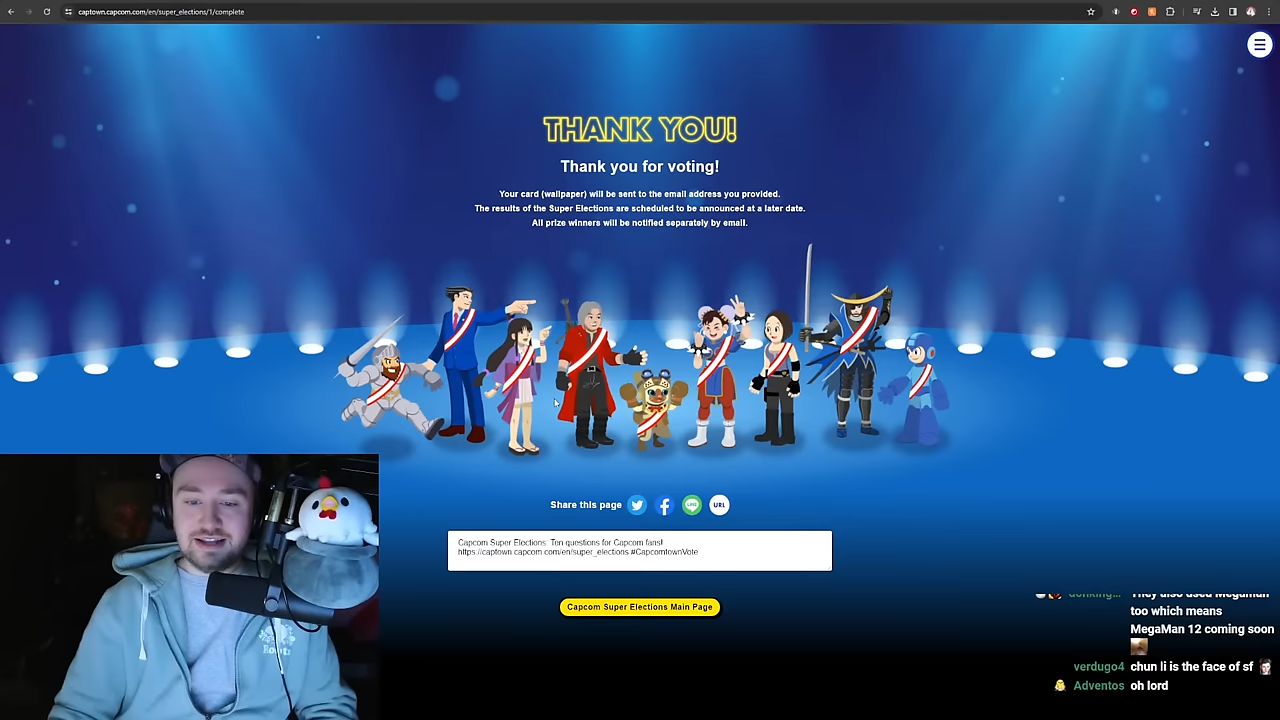 captown.capcom.com/en/super_elections/1/complete
THANK YOU!
Thank you for voting!
Your card (wallpaper) will be sent to the email address you provided.
The results of the Super Elections are scheduled to be announced at a later date.
All prize winners will be notified separately by email.
Share this page
LINE
URL
Capcom Super Elections Ten questions for Capcom fans!
https://captown.capcom.com/en/super_elections #CapcomtownVote
Capcom Super Elections Main Page
Roots
They also used Megaman
too which means
MegaMan 12 coming soon
verdugo4 chun li is the face of sf
Adventos oh lord